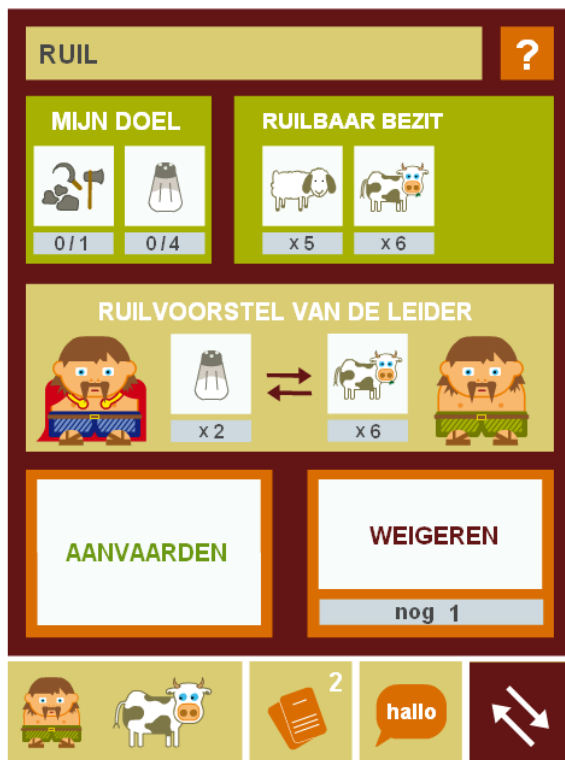 RUIL
?
MIJN DOEL
RUILBAAR BEZIT
0/1
0/4
x 5
x 6
RUILVOORSTEL VAN DE LEIDER
x 2
x 6
AANVAARDEN
WEIGEREN
nog 1
2
hallo